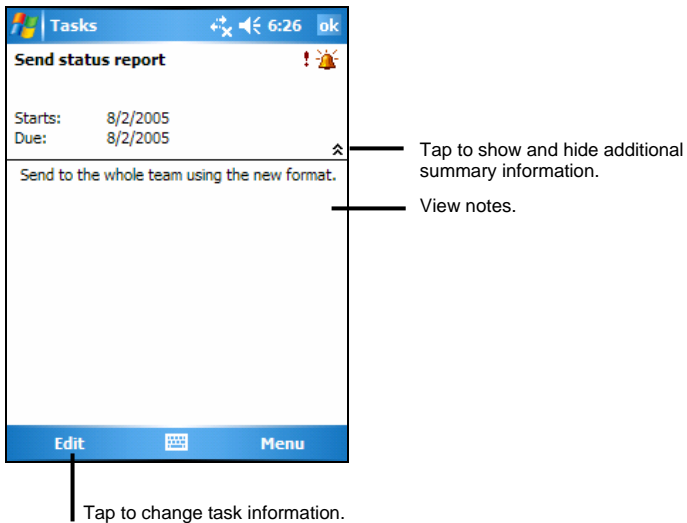 Tasks 6:26 ok
Send status report
Starts: 8/2/2005
Due: 8/2/2005
Tap to show and hide additional
summary information.
Send to the whole team using the new format.
View notes.
Edit Menu
Tap to change task information.